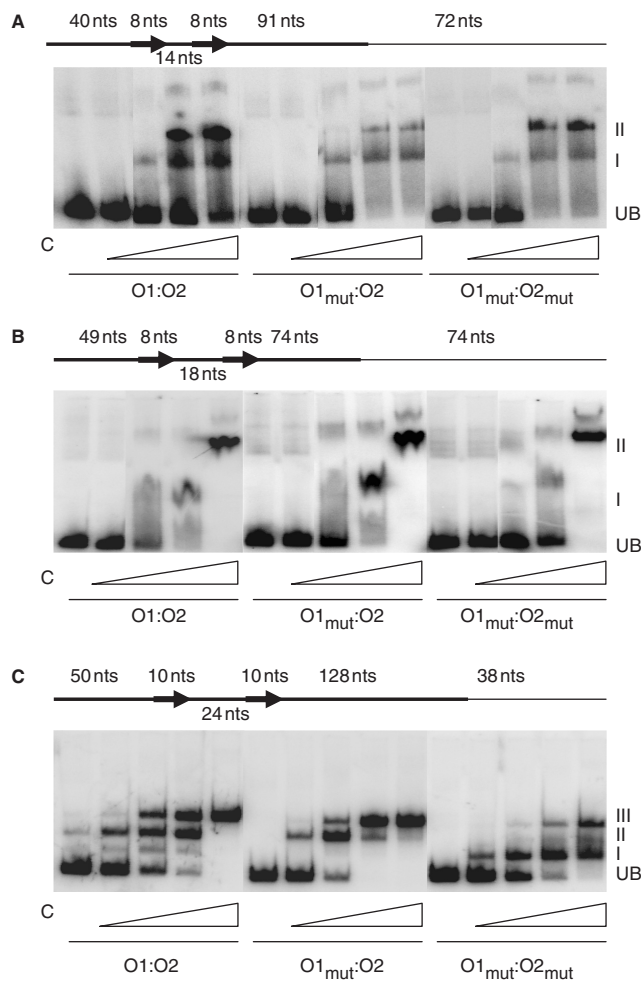 A 40 nts 8 nts 8 nts 91 nts 72 nts
14 nts
II
I
UB
C
O1:O2 O1mut:O2 O1mut:O2mut
B 49 nts 8 nts 8 nts 74 nts 74 nts
18 nts
II
I
UB
C
O1:O2 O1mut:O2 O1mut:O2mut
C 50 nts 10 nts 10 nts 128 nts 38 nts
24 nts
III
II
I
UB
C
O1:O2 O1mut:O2 O1mut:O2mut